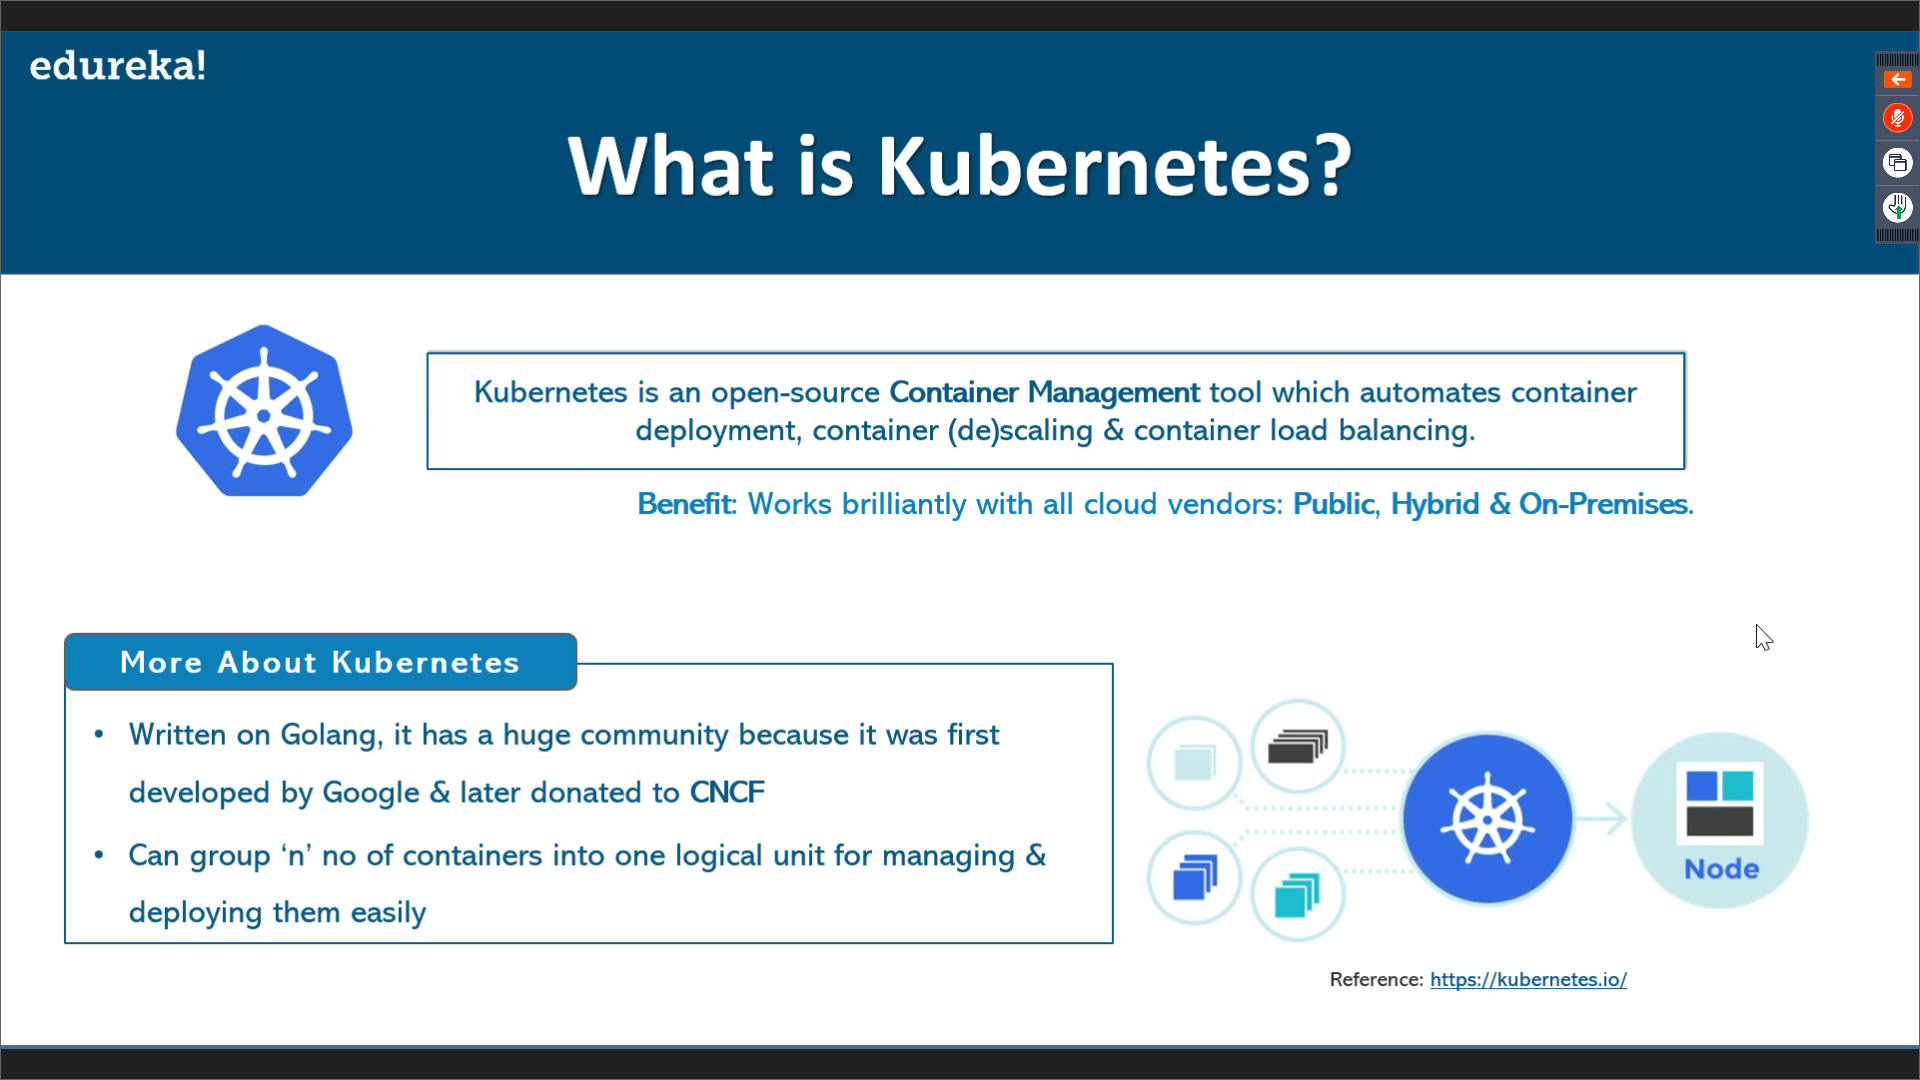 edureka!
What is Kubernetes?
Kubernetes is an open-source Container Management tool which automates container
deployment, container (de)scaling & container load balancing.
Benefit: Works brilliantly with all cloud vendors: Public, Hybrid & On-Premises.
More About Kubernetes
• Written on Golang, it has a huge community because it was first
developed by Google & later donated to CNCF
• Can group ‘n’ no of containers into one logical unit for managing &
deploying them easily
Node
Reference: https://kubernetes.io/